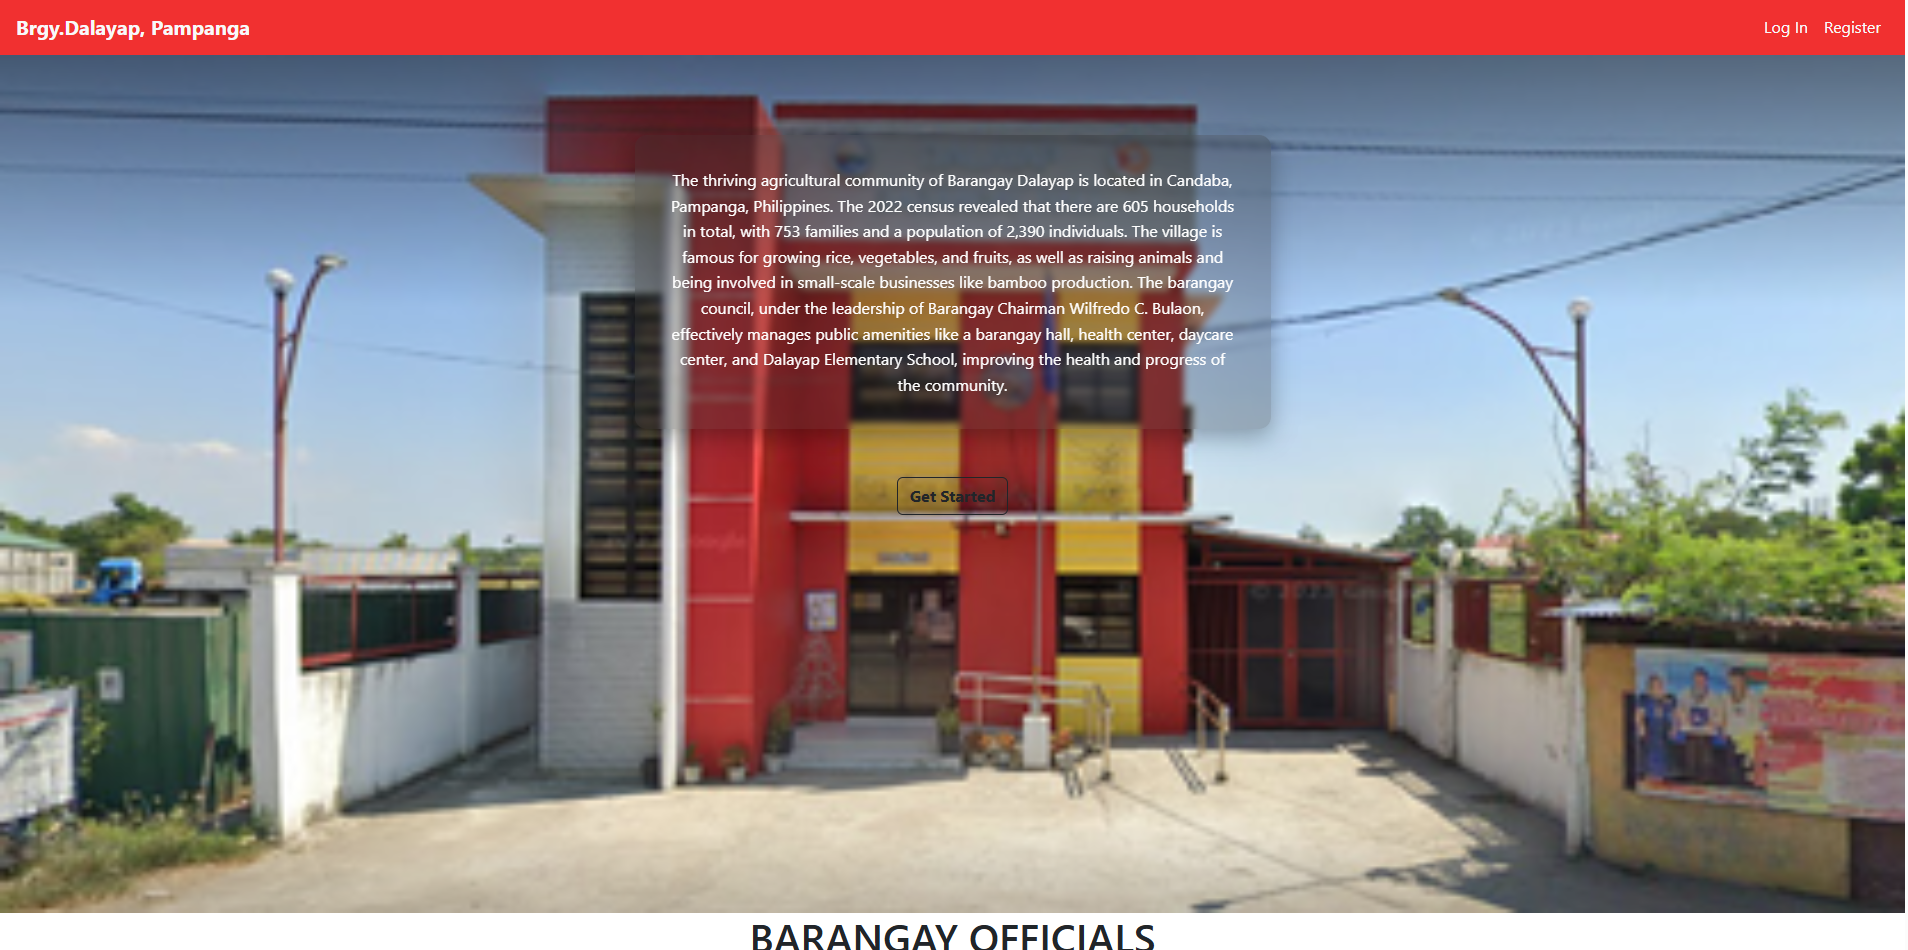 Brgy.Dalayap, Pampanga
Log In Register
The thriving agricultural community of Barangay Dalayap is located in Candaba,
Pampanga, Philippines. The 2022 census revealed that there are 605 households
in total, with 753 families and a population of 2,390 individuals. The village is
famous for growing rice, vegetables, and fruits, as well as raising animals and
being involved in small-scale businesses like bamboo production. The barangay
council, under the leadership of Barangay Chairman Wilfredo C. Bulaon,
effectively manages public amenities like a barangay hall, health center, daycare
center, and Dalayap Elementary School, improving the health and progress of
the community.
Get Started
BARANGAY OFFICIALS